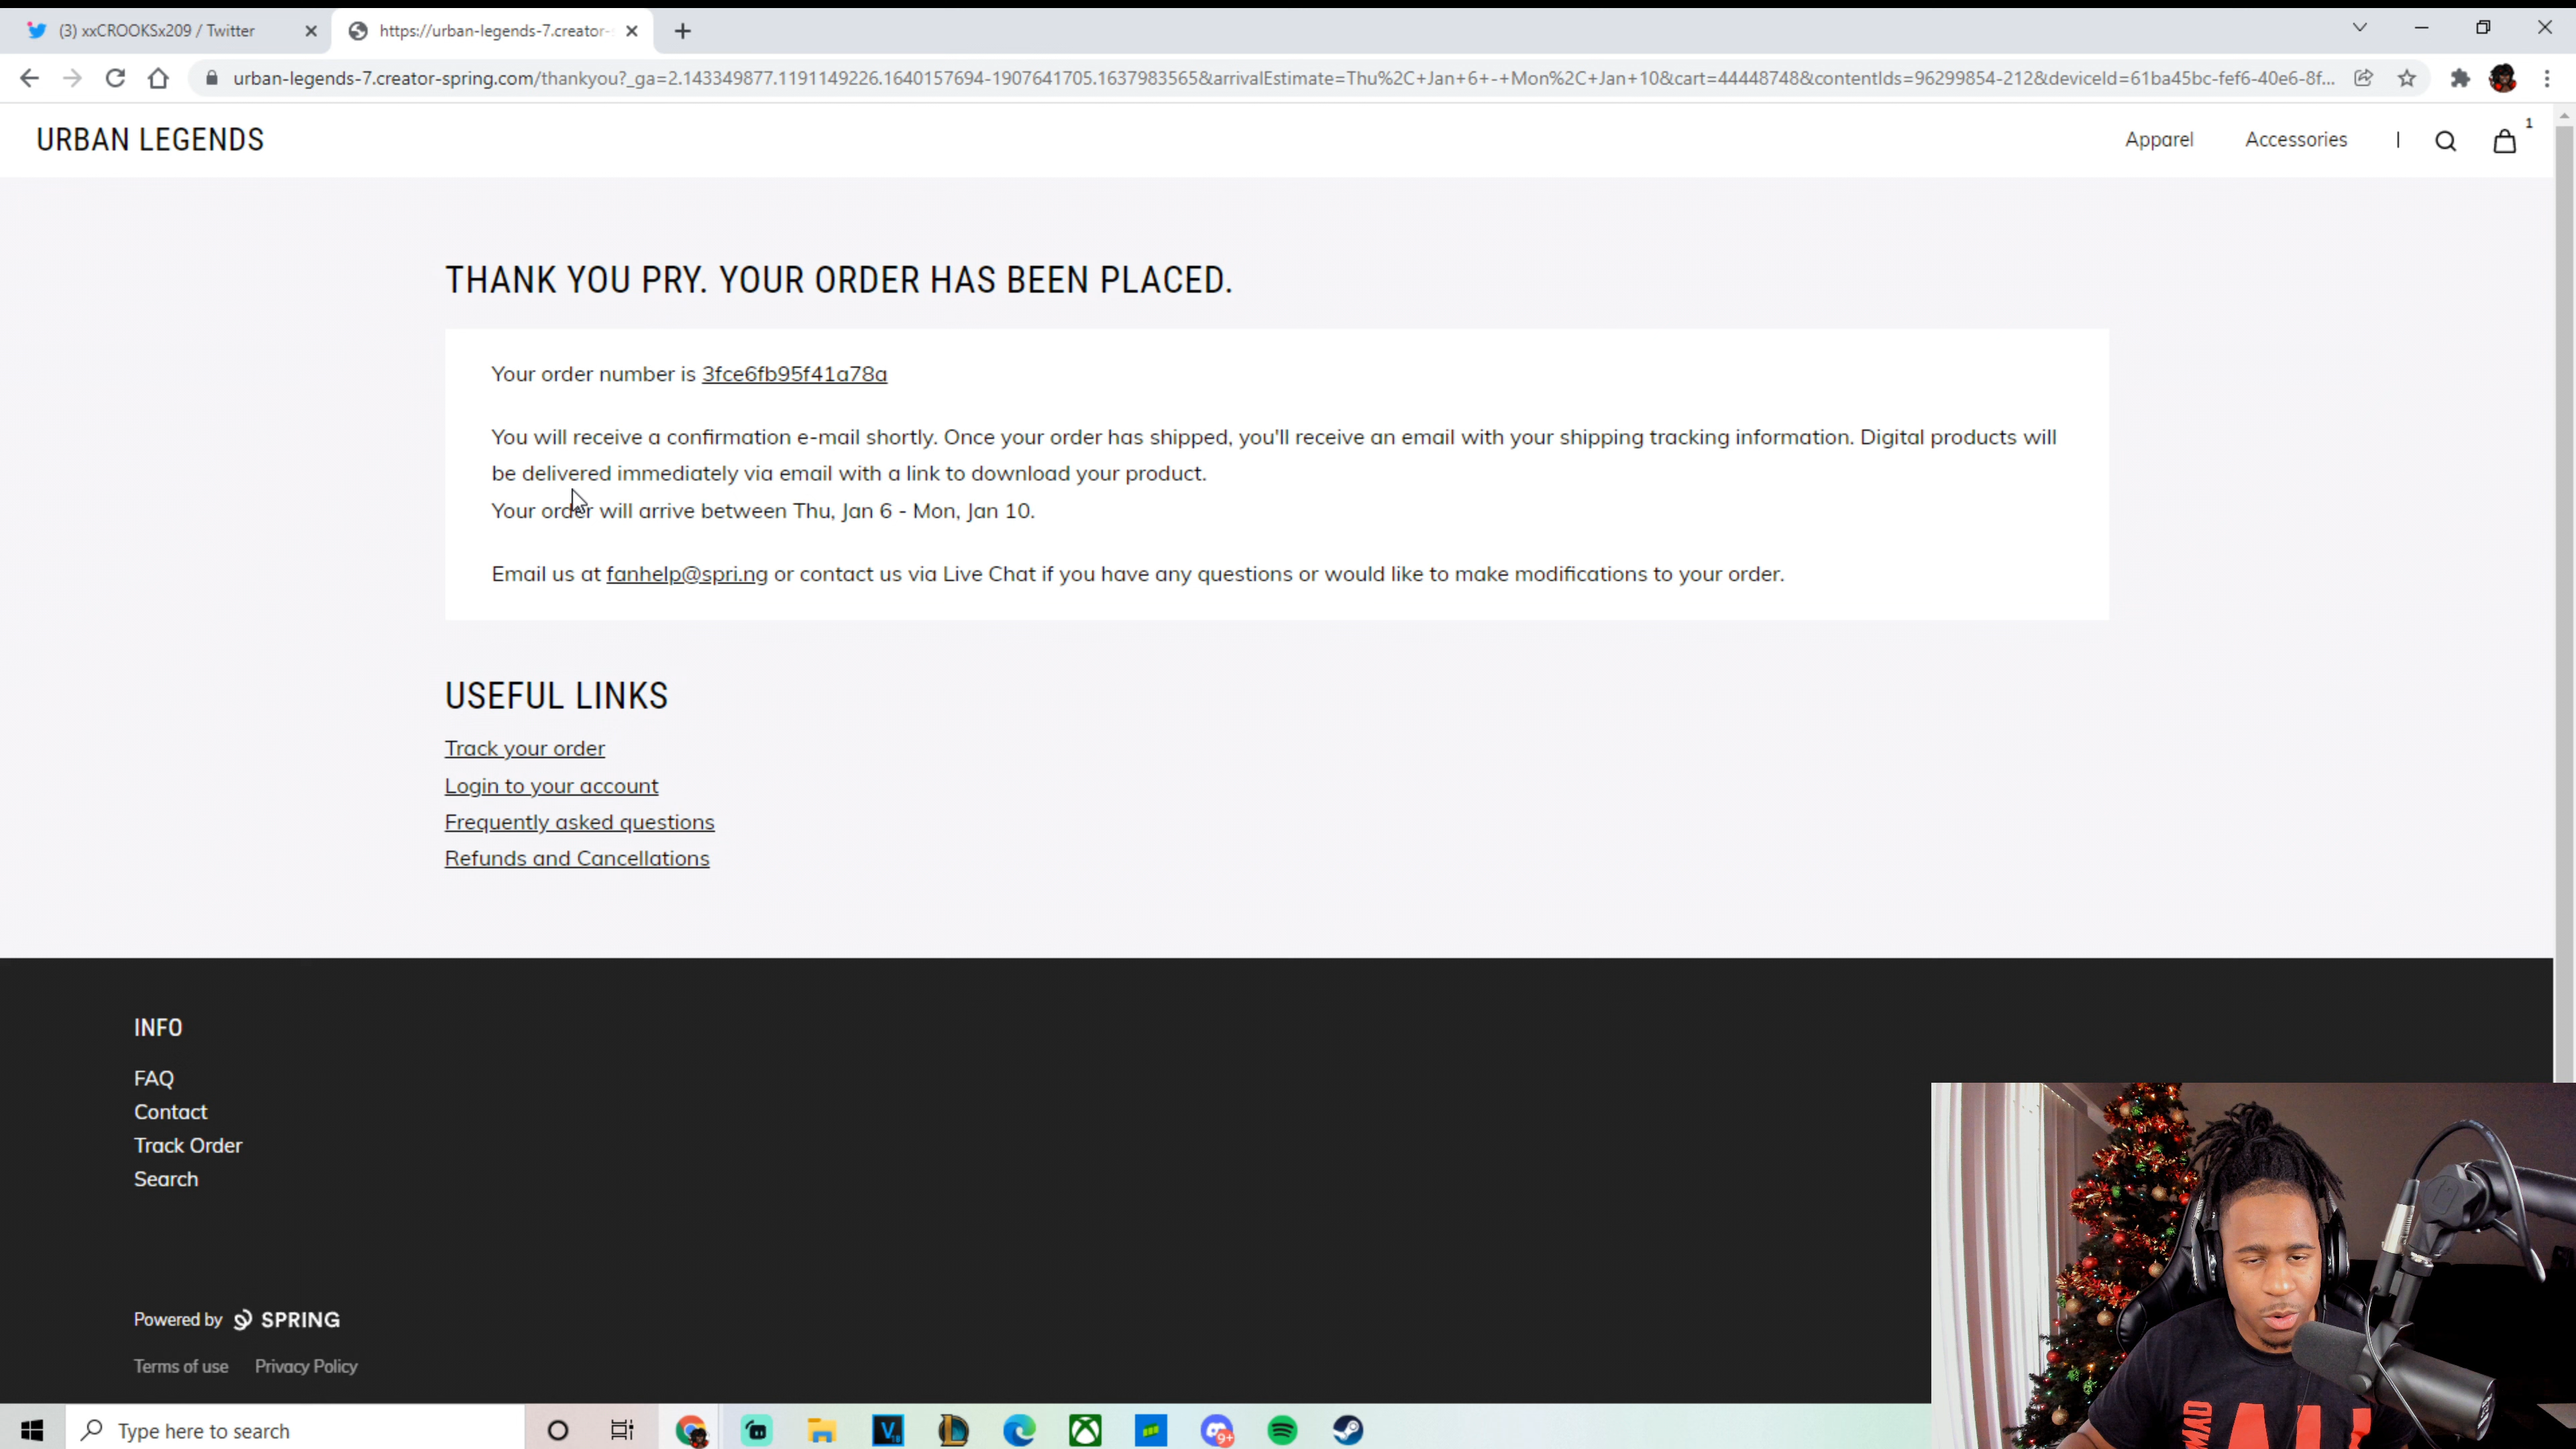 (3) xxCROOKSx209 / Twitter
https://urban-legends-7.creator-
urban-legends-7.creator-spring.com/thankyou?_ga=2.143349877.1191149226.1640157694-1907641705.1637983565&arrivalEstimate=Thu%2C+Jan+6+-+Mon%2C+Jan+10&cart=44448748&contentIds=96299854-212&deviceId=61ba45bc-fef6-40e6-8f...
URBAN LEGENDS
Apparel
Accessories
1
THANK YOU PRY. YOUR ORDER HAS BEEN PLACED.
Your order number is 3fce6fb95f41a78a
You will receive a confirmation e-mail shortly. Once your order has shipped, you'll receive an email with your shipping tracking information. Digital products will
be delivered immediately via email with a link to download your product.
Your order will arrive between Thu, Jan 6 - Mon, Jan 10.
Email us at fanhelp@spri.ng or contact us via Live Chat if you have any questions or would like to make modifications to your order.
USEFUL LINKS
Track your order
Login to your account
Frequently asked questions
Refunds and Cancellations
INFO
FAQ
Contact
Track Order
Search
Powered by SPRING
Terms of use Privacy Policy
Type here to search
9+
MAD